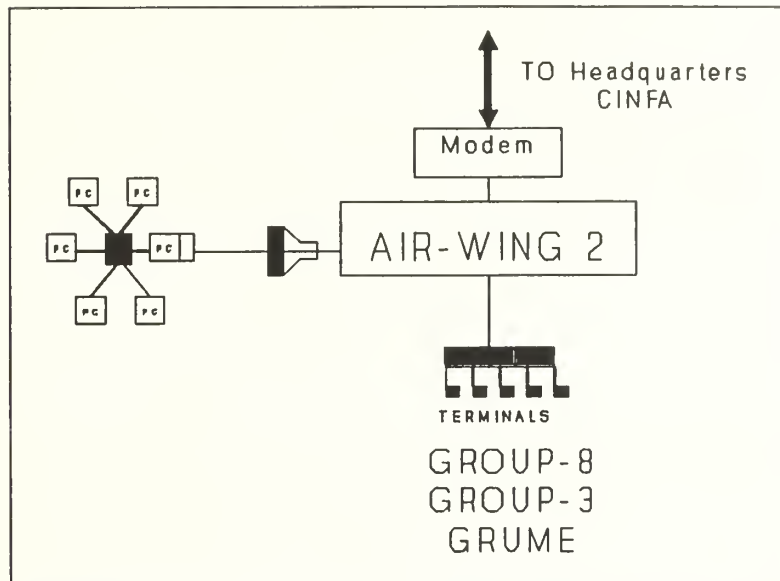 TO Headquarters
CINFA
Modem
PC PC
AIR-WING 2
PC PC
PC PC
TERMINALS
GROUP-8
GROUP-3
GRUME